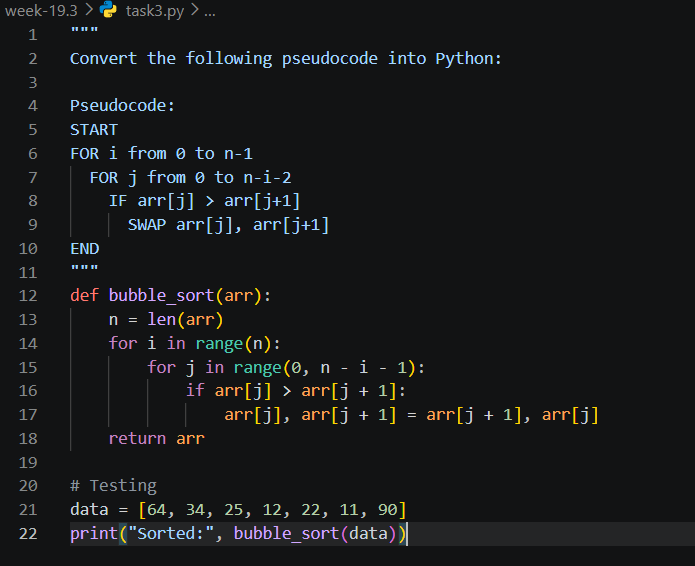 week-19.3 > task3.py > ...
1 """
2 Convert the following pseudocode into Python:
3
4 Pseudocode:
5 START
6 FOR i from 0 to n-1
7   FOR j from 0 to n-i-2
8     IF arr[j] > arr[j+1]
9       SWAP arr[j], arr[j+1]
10 END
11 """
12 def bubble_sort(arr):
13     n = len(arr)
14     for i in range(n):
15         for j in range(0, n - i - 1):
16             if arr[j] > arr[j + 1]:
17                 arr[j], arr[j + 1] = arr[j + 1], arr[j]
18     return arr
19
20 # Testing
21 data = [64, 34, 25, 12, 22, 11, 90]
22 print("Sorted:", bubble_sort(data))